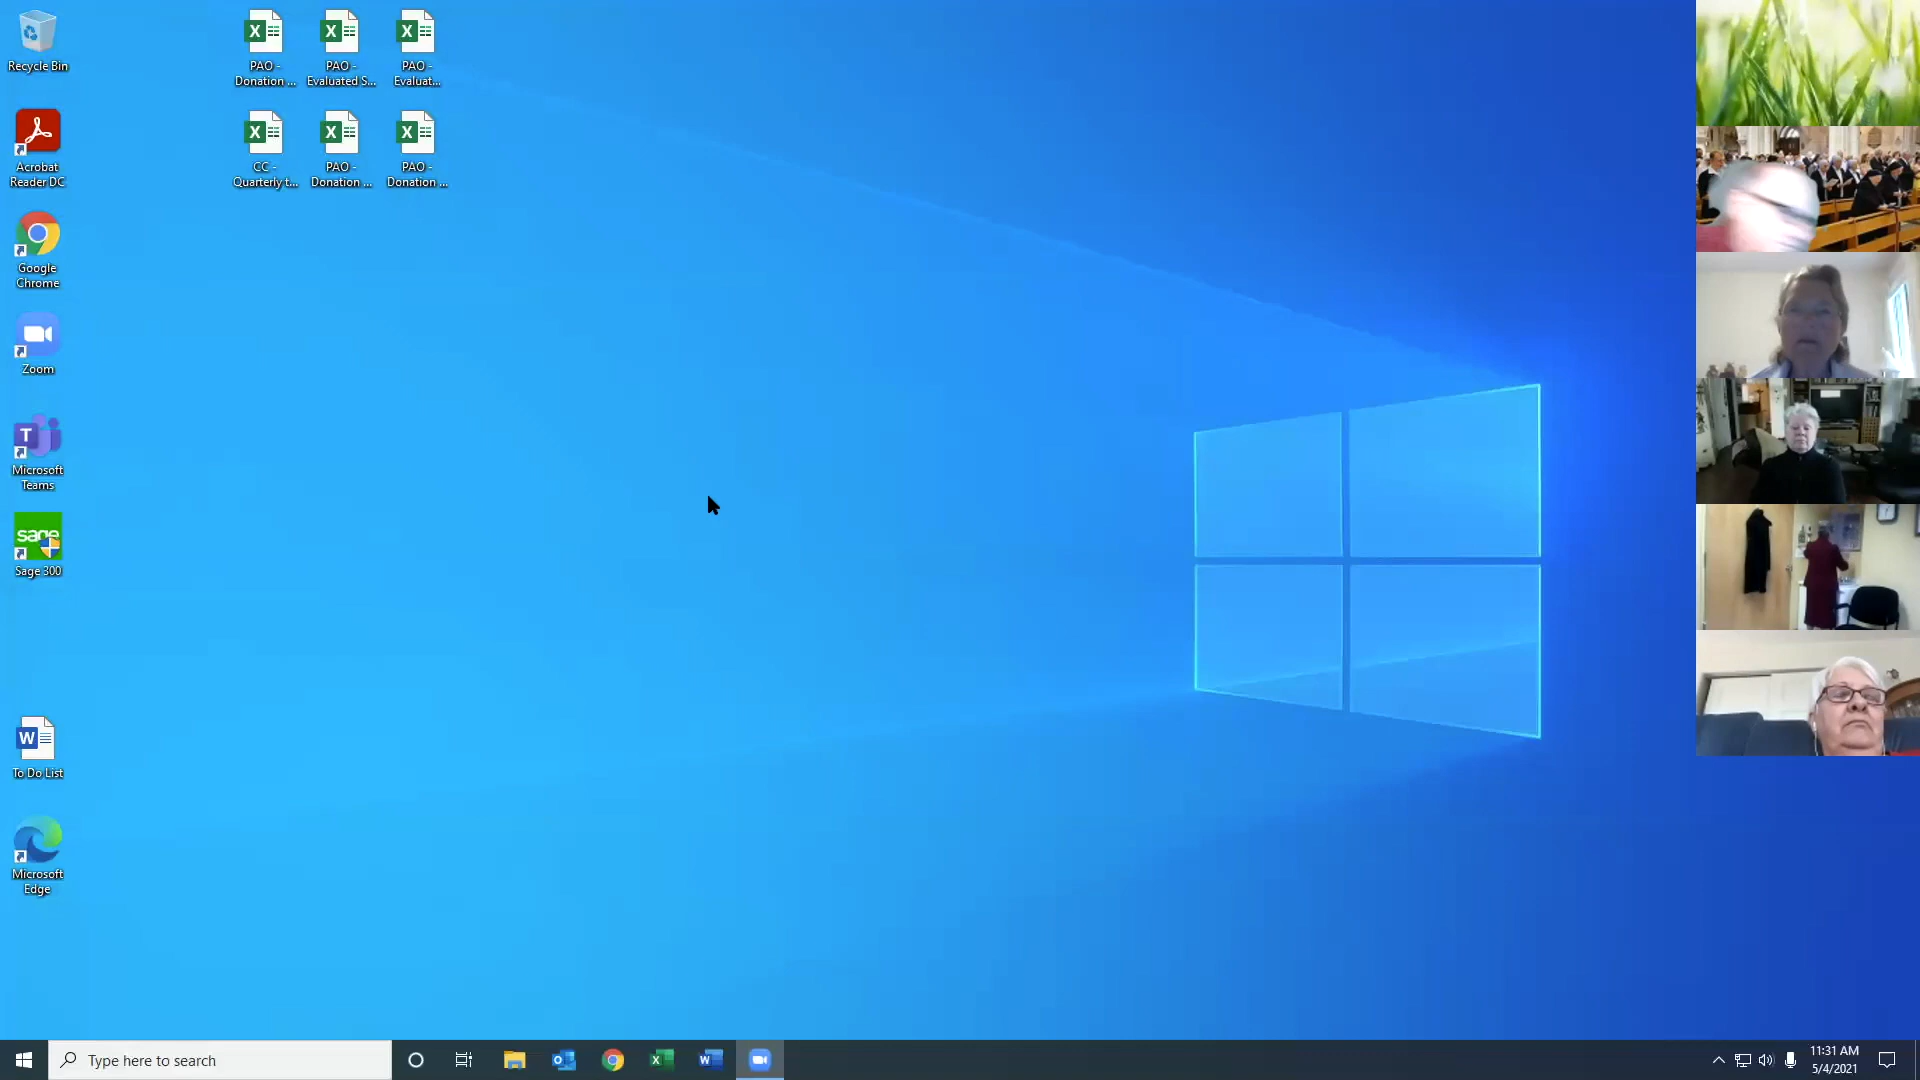 Recycle Bin
PAO -
Donation ...
PAO -
Evaluated S...
PAO -
Evaluat...
Acrobat
Reader DC
CC -
Quarterly t...
PAO -
Donation ...
PAO -
Donation ...
Google
Chrome
Zoom
T
Microsoft
Teams
sage
Sage 300
W
To Do List
Microsoft
Edge
Type here to search
11:31 AM
5/4/2021